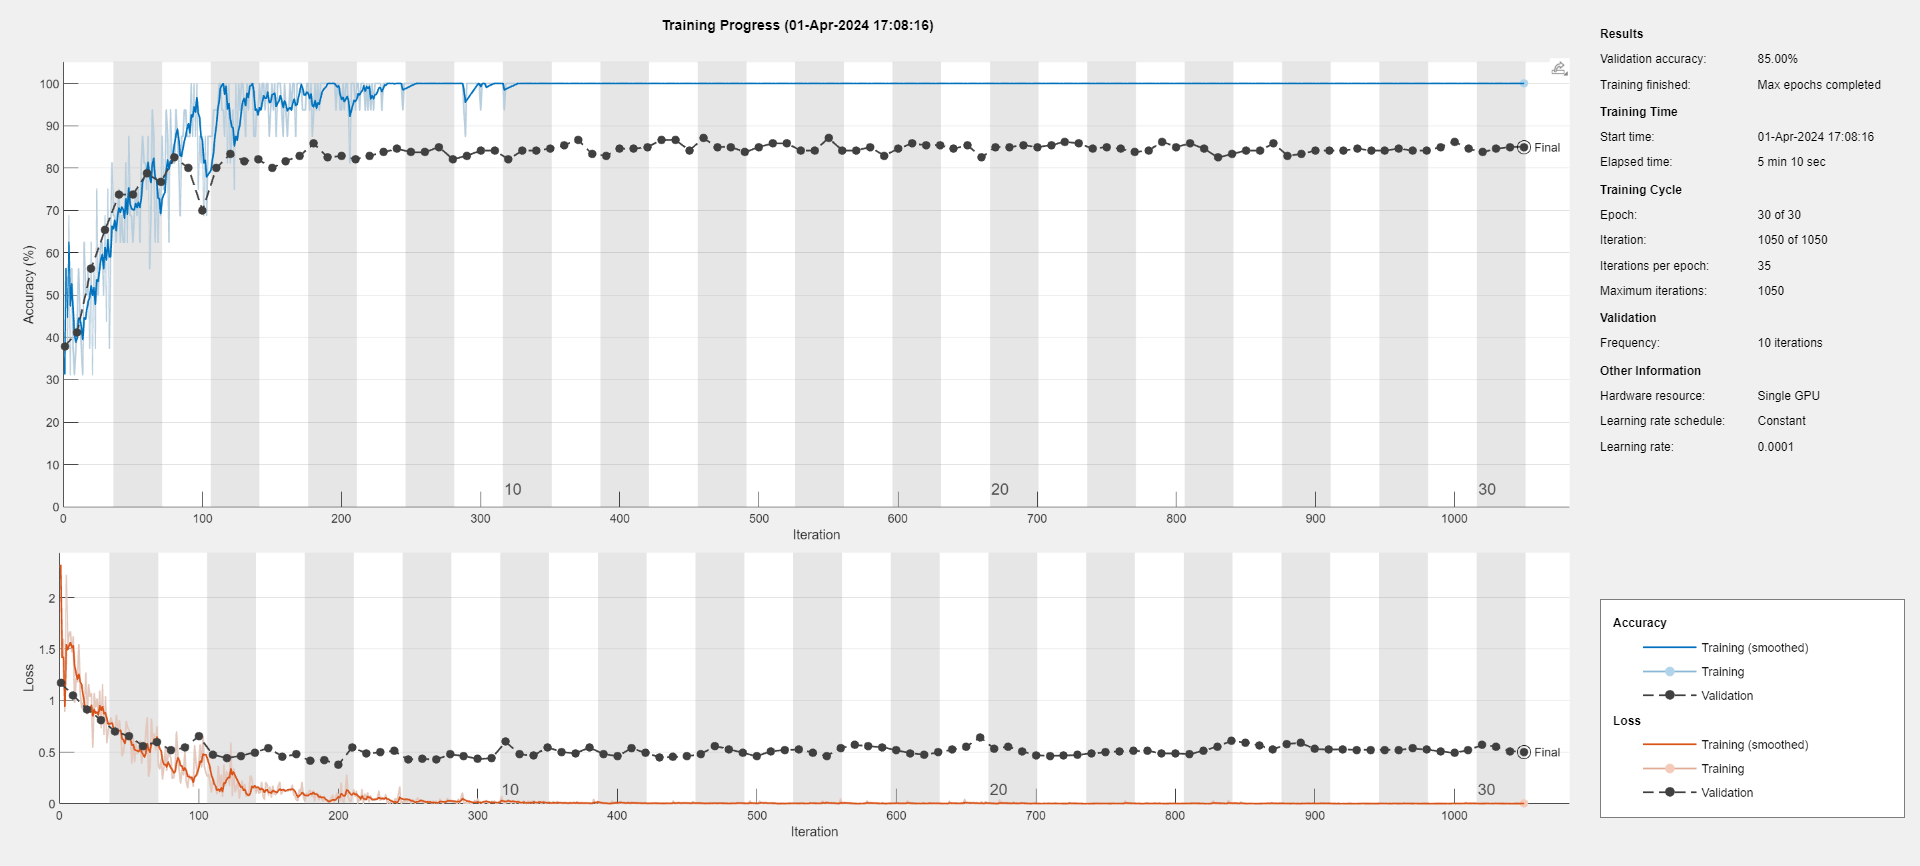 Training Progress (01-Apr-2024 17:08:16)
100
90
80
70
60
50
40
30
20
10
0
Accuracy (%)
Final
10
20
30
0 100 200 300 400 500 600 700 800 900 1000
Iteration
2
1.5
1
0.5
0
Loss
Final
10
20
30
0 100 200 300 400 500 600 700 800 900 1000
Iteration
Results
Validation accuracy: 85.00%
Training finished: Max epochs completed
Training Time
Start time: 01-Apr-2024 17:08:16
Elapsed time: 5 min 10 sec
Training Cycle
Epoch: 30 of 30
Iteration: 1050 of 1050
Iterations per epoch: 35
Maximum iterations: 1050
Validation
Frequency: 10 iterations
Other Information
Hardware resource: Single GPU
Learning rate schedule: Constant
Learning rate: 0.0001
Accuracy
Training (smoothed)
Training
Validation
Loss
Training (smoothed)
Training
Validation